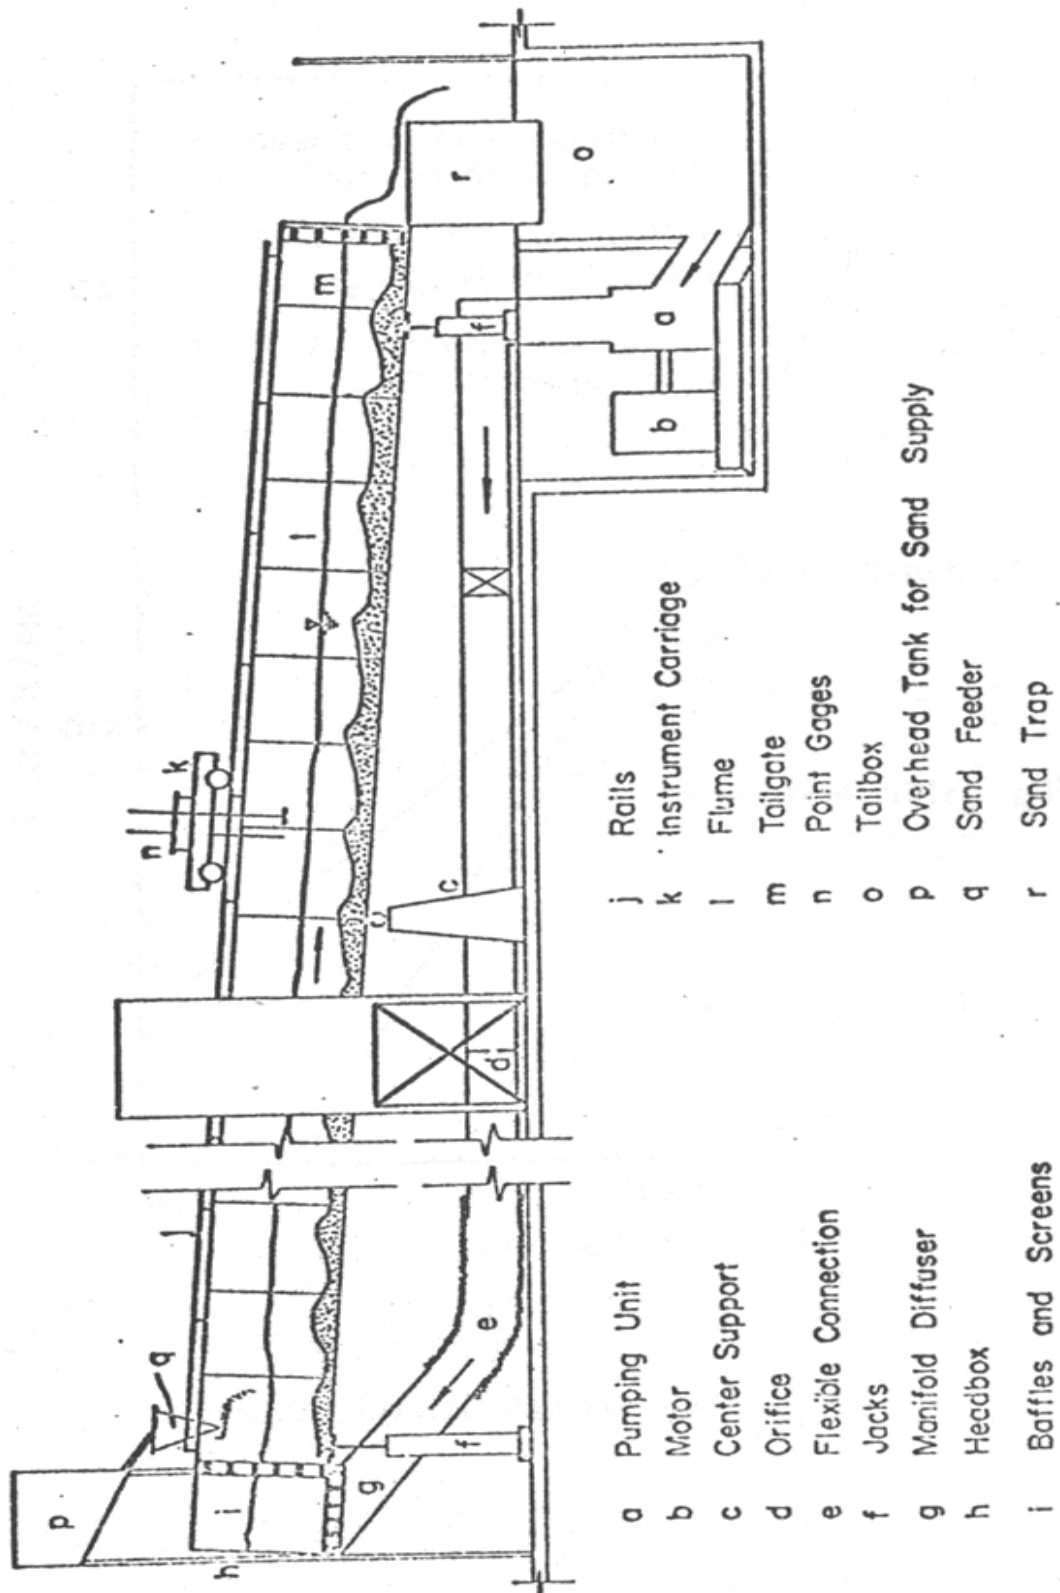 p
q
j
n
k
h
i
l
m
g
f
e
d
c
f
r
b
a
o
a Pumping Unit
b Motor
c Center Support
d Orifice
e Flexible Connection
f Jacks
g Manifold Diffuser
h Headbox
i Baffles and Screens
j Rails
k Instrument Carriage
l Flume
m Tailgate
n Point Gages
o Tailbox
p Overhead Tank for Sand Supply
q Sand Feeder
r Sand Trap